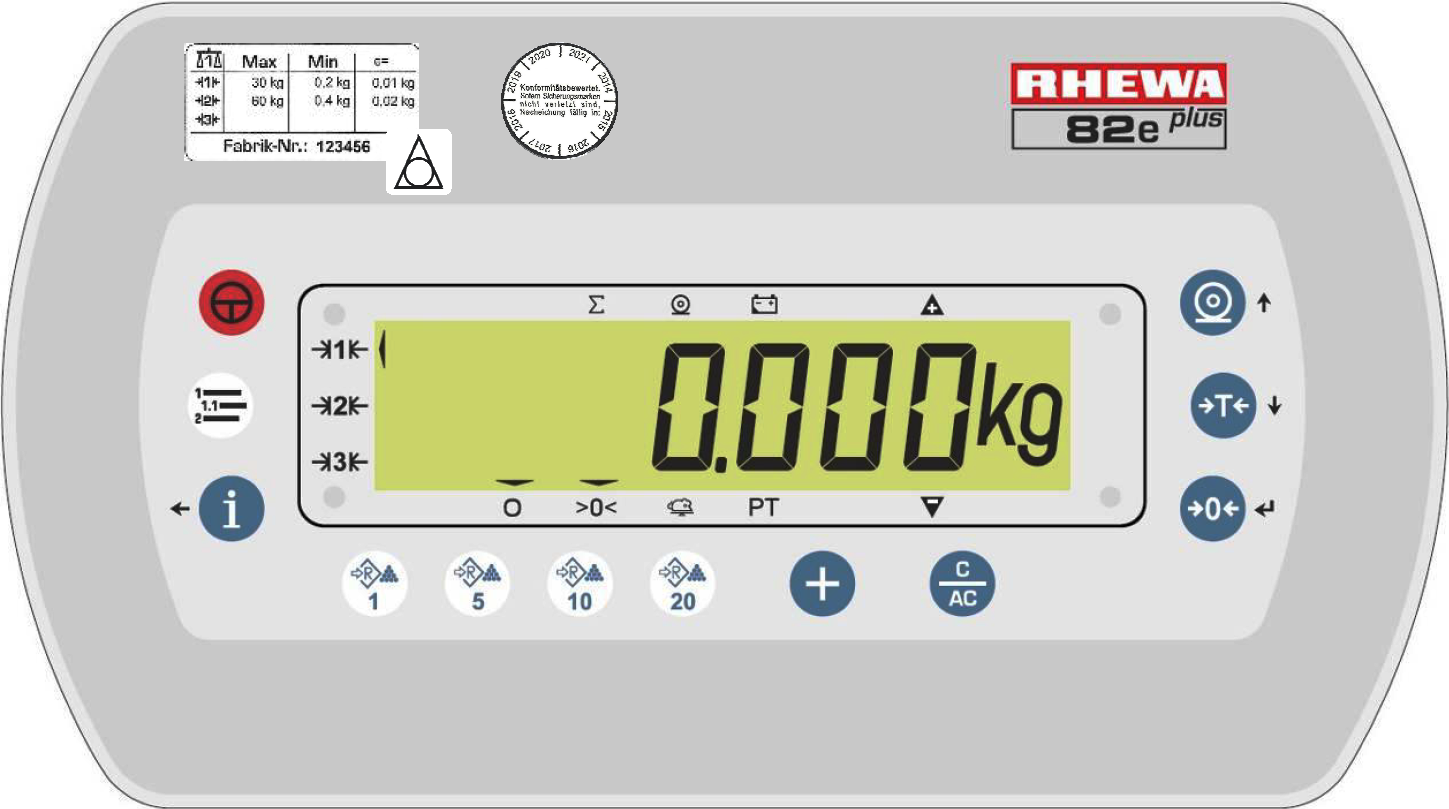 1 Max Min e=
1 30 kg 0,2 kg 0,01 kg
2 60 kg 0,4 kg 0,02 kg
3
Fabrik-Nr.: 123456
2014 2015 2016 2017 2018 2019 2020 2021
Konformitätsbewertet.
Sofern Sicherungsmarken
nicht verletzt sind,
Nacheichung fällig in:
RHEWA
82e plus
Σ
→1←
→2←
→3←
0.000kg
O >0< PT
1
1.1
2
i
→T←
→0←
R 1
R 5
R 10
R 20
+
C
AC